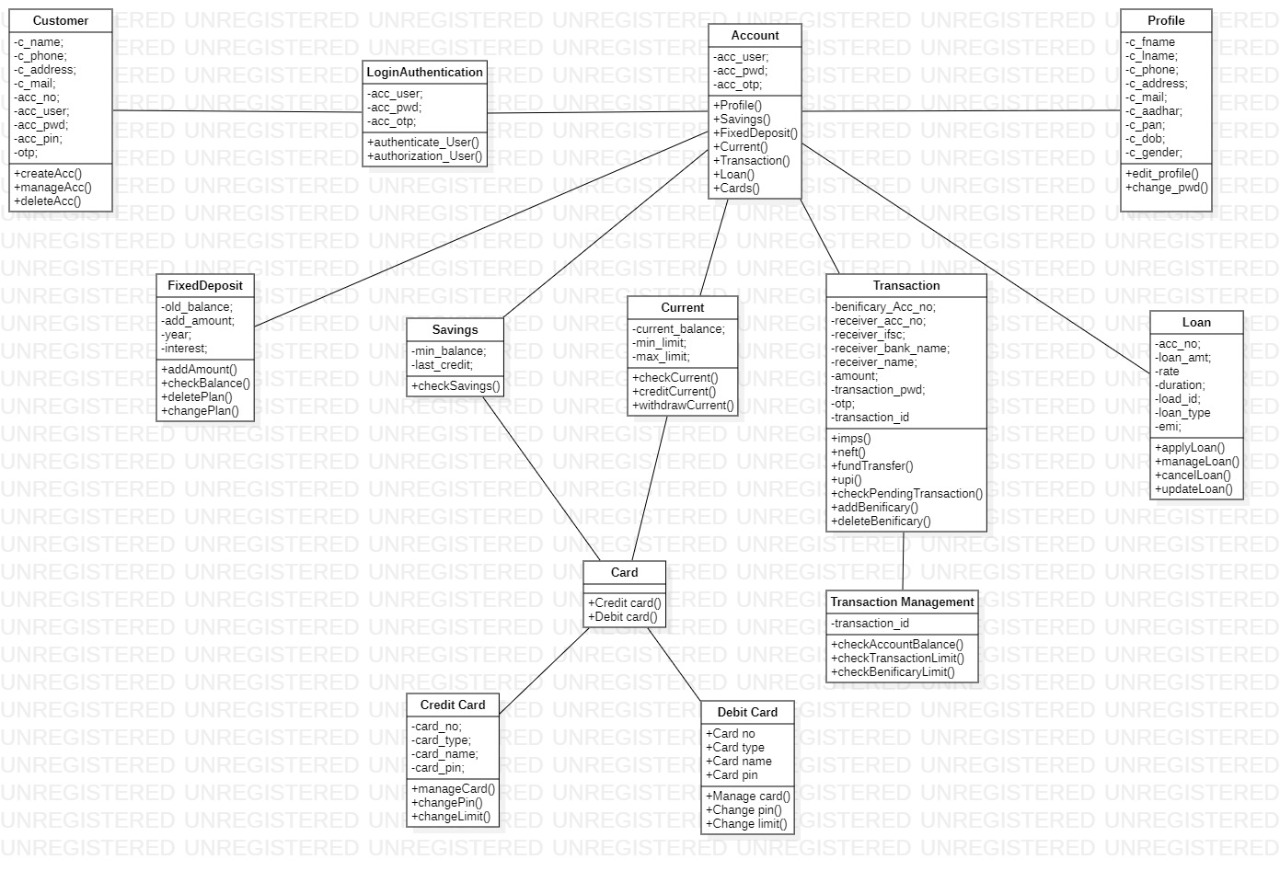 Customer
-c_name;
-c_phone;
-c_address;
-c_mail;
-acc_no;
-acc_user;
-acc_pwd;
-acc_pin;
-otp;
+createAcc()
+manageAcc()
+deleteAcc()
LoginAuthentication
-acc_user;
-acc_pwd;
-acc_otp;
+authenticate_User()
+authorization_User()
Account
-acc_user;
-acc_pwd;
-acc_otp;
+Profile()
+Savings()
+FixedDeposit()
+Current()
+Transaction()
+Loan()
+Cards()
Profile
-c_fname
-c_lname;
-c_phone;
-c_address;
-c_mail;
-c_aadhar;
-c_pan;
-c_dob;
-c_gender;
+edit_profile()
+change_pwd()
FixedDeposit
-old_balance;
-add_amount;
-year;
-interest;
+addAmount()
+checkBalance()
+deletePlan()
+changePlan()
Savings
-min_balance;
-last_credit;
+checkSavings()
Current
-current_balance;
-min_limit;
-max_limit;
+checkCurrent()
+creditCurrent()
+withdrawCurrent()
Transaction
-benificary_Acc_no;
-receiver_acc_no;
-receiver_ifsc;
-receiver_bank_name;
-receiver_name;
-amount;
-transaction_pwd;
-otp;
-transaction_id
+imps()
+neft()
+fundTransfer()
+upi()
+checkPendingTransaction()
+addBenificary()
+deleteBenificary()
Loan
-acc_no;
-loan_amt;
-rate
-duration;
-load_id;
-loan_type
-emi;
+applyLoan()
+manageLoan()
+cancelLoan()
+updateLoan()
Card
+Credit card()
+Debit card()
Transaction Management
-transaction_id
+checkAccountBalance()
+checkTransactionLimit()
+checkBenificaryLimit()
Credit Card
-card_no;
-card_type;
-card_name;
-card_pin;
+manageCard()
+changePin()
+changeLimit()
Debit Card
+Card no
+Card type
+Card name
+Card pin
+Manage card()
+Change pin()
+Change limit()
UNREGISTERED